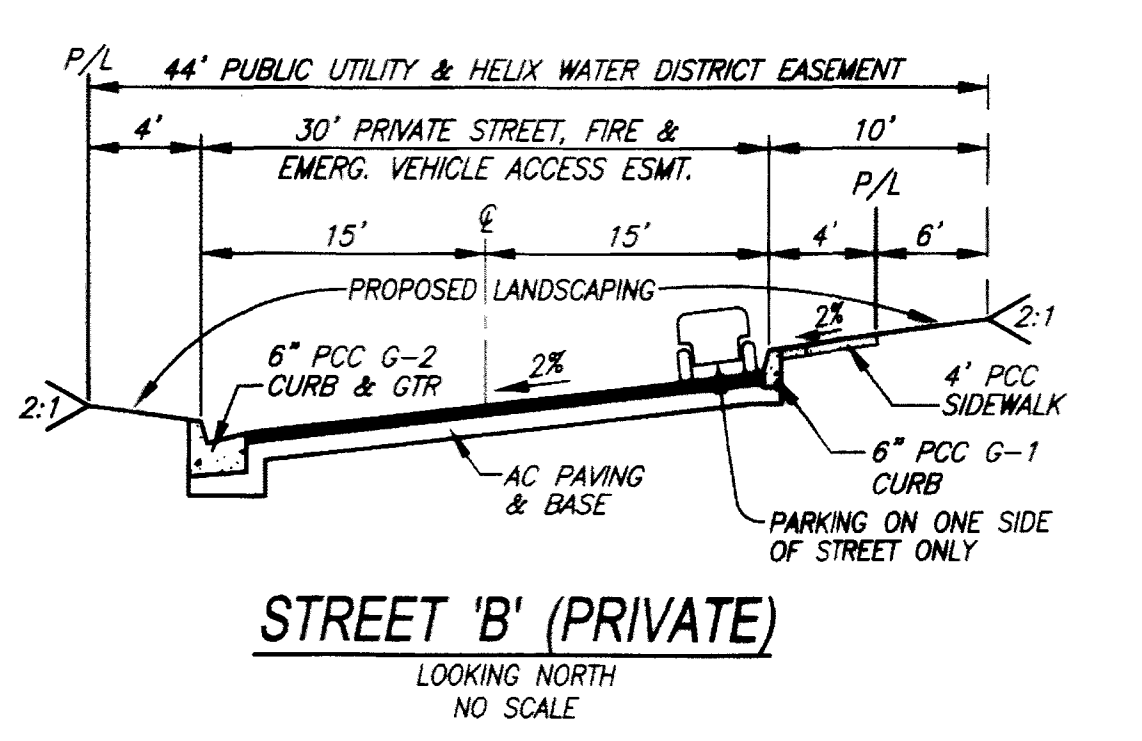 P/L
44' PUBLIC UTILITY & HELIX WATER DISTRICT EASEMENT
4'
30' PRIVATE STREET, FIRE &
EMERG. VEHICLE ACCESS ESMT.
10'
P/L
℄
15'
15'
4'
6'
PROPOSED LANDSCAPING
2%
2:1
6" PCC G-2
CURB & GTR
2%
2:1
4' PCC
SIDEWALK
6" PCC G-1
CURB
AC PAVING
& BASE
PARKING ON ONE SIDE
OF STREET ONLY
STREET 'B' (PRIVATE)
LOOKING NORTH
NO SCALE